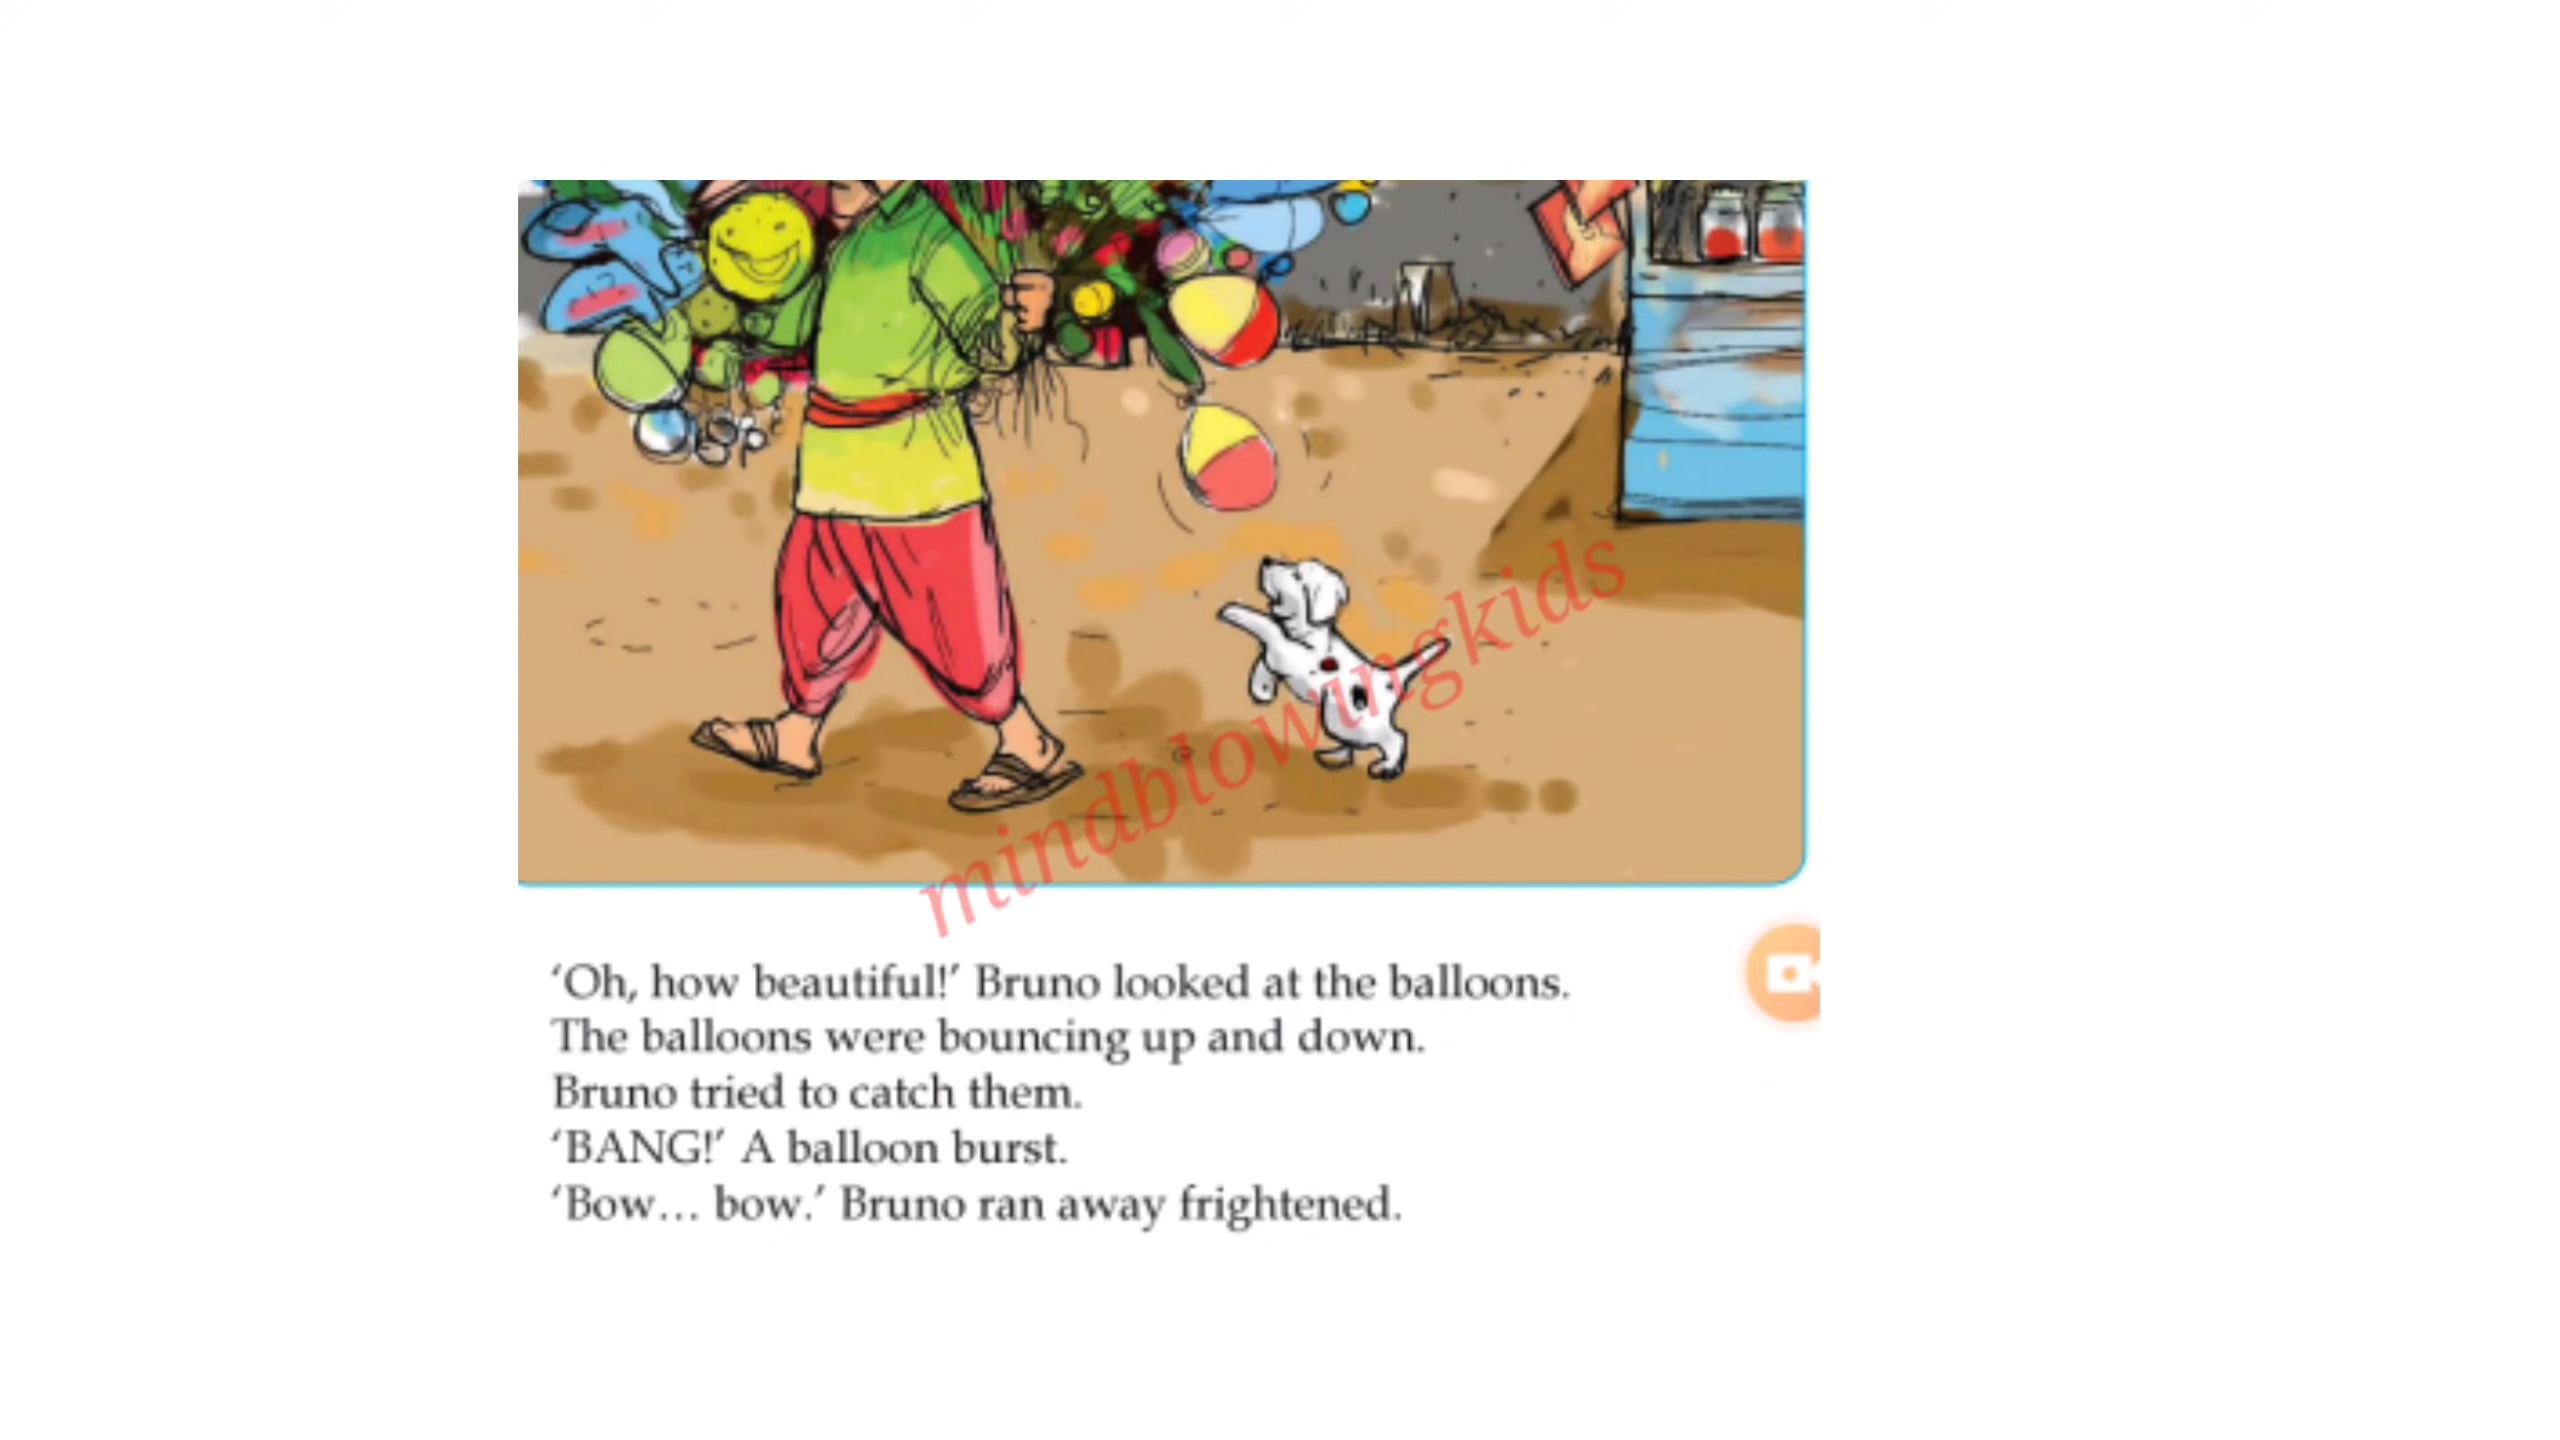 mindblowingkids
‘Oh, how beautiful!’ Bruno looked at the balloons.
The balloons were bouncing up and down.
Bruno tried to catch them.
‘BANG!’ A balloon burst.
‘Bow... bow.’ Bruno ran away frightened.